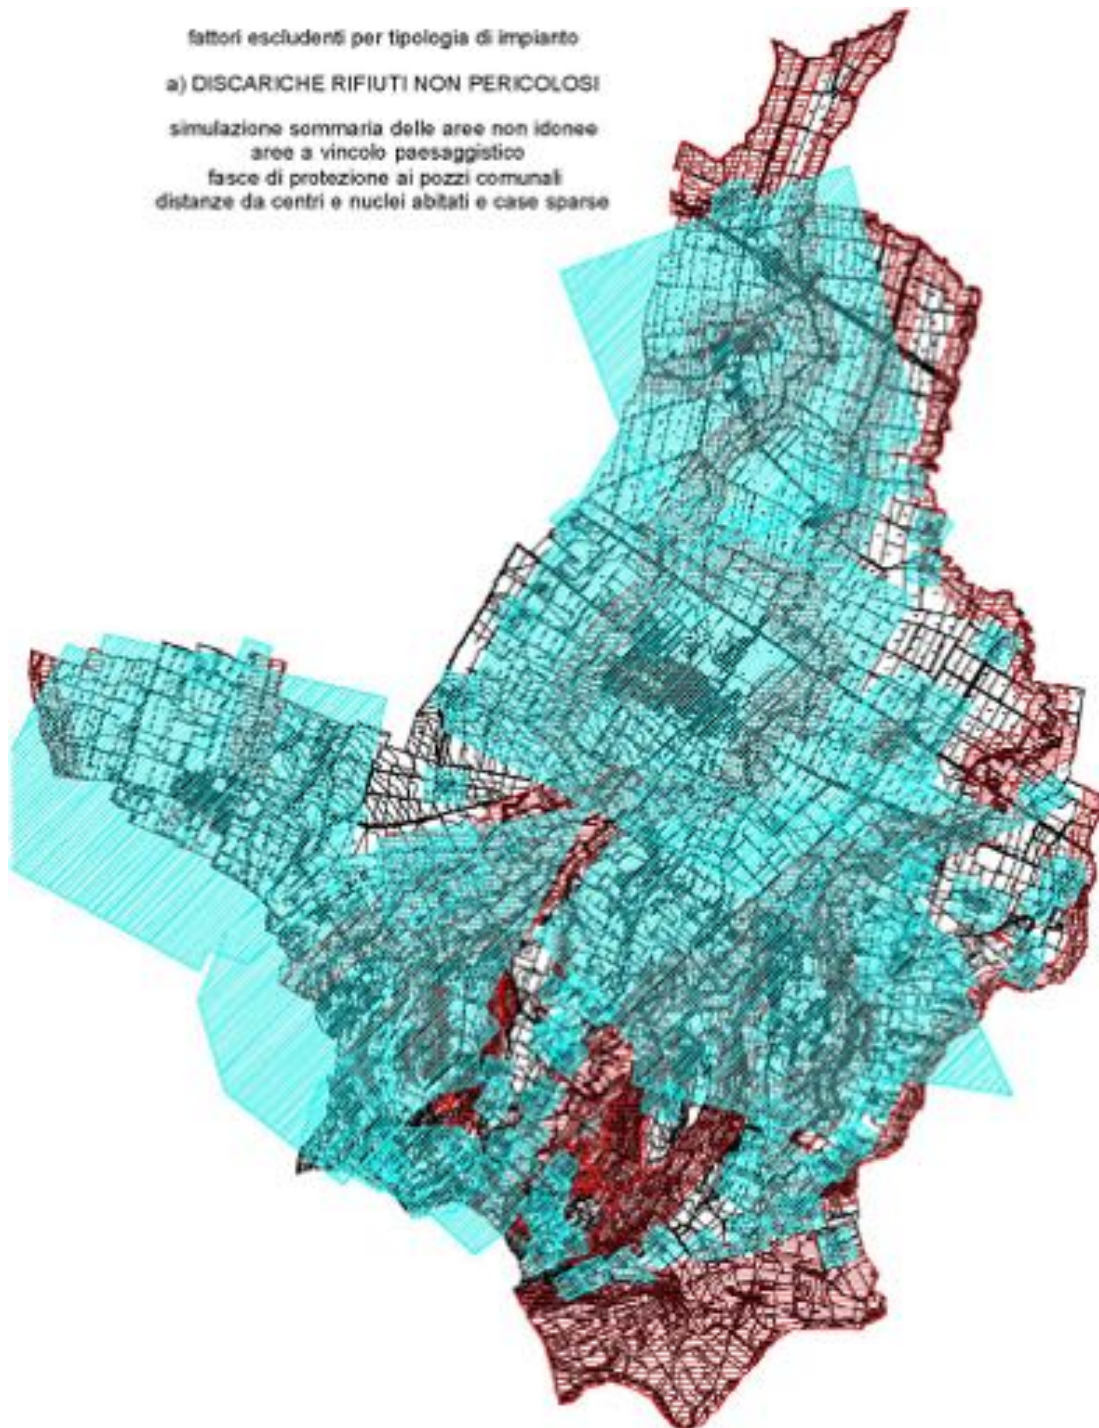 fattori escludenti per tipologia di impianto
a) DISCARICHE RIFIUTI NON PERICOLOSI
simulazione sommaria delle aree non idonee
aree a vincolo paesaggistico
fasce di protezione ai pozzi comunali
distanze da centri e nuclei abitati e case sparse